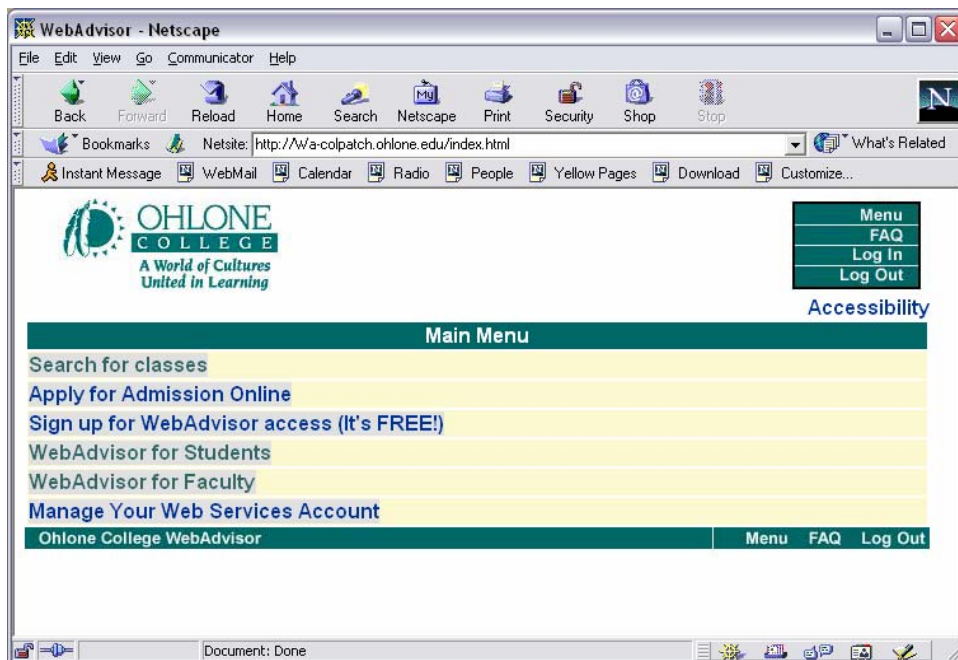 WebAdvisor - Netscape
File Edit View Go Communicator Help
My
N
Back Forward Reload Home Search Netscape Print Security Shop Stop
Bookmarks Netsite: http://Wa-colpatch.ohlone.edu/index.html What's Related
Instant Message WebMail Calendar Radio People Yellow Pages Download Customize...
OHLONE
COLLEGE
A World of Cultures
United in Learning
Menu
FAQ
Log In
Log Out
Accessibility
Main Menu
Search for classes
Apply for Admission Online
Sign up for WebAdvisor access (It's FREE!)
WebAdvisor for Students
WebAdvisor for Faculty
Manage Your Web Services Account
Ohlone College WebAdvisor Menu FAQ Log Out
Document: Done